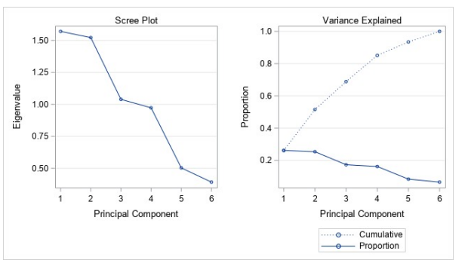 Scree Plot
Eigenvalue
1.50
1.25
1.00
0.75
0.50
1 2 3 4 5 6
Principal Component
Variance Explained
Proportion
1.0
0.8
0.6
0.4
0.2
1 2 3 4 5 6
Principal Component
Cumulative
Proportion